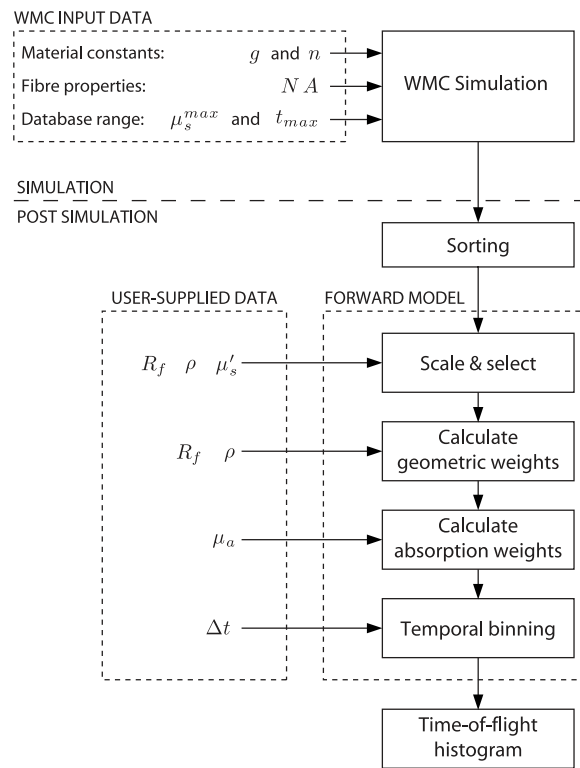 WMC INPUT DATA
Material constants: g and n
Fibre properties: N A
Database range: μ_s^{max} and t_{max}
WMC Simulation
SIMULATION
POST SIMULATION
Sorting
USER-SUPPLIED DATA
FORWARD MODEL
R_f ρ μ′_s
Scale & select
R_f ρ
Calculate
geometric weights
μ_a
Calculate
absorption weights
Δt
Temporal binning
Time-of-flight
histogram